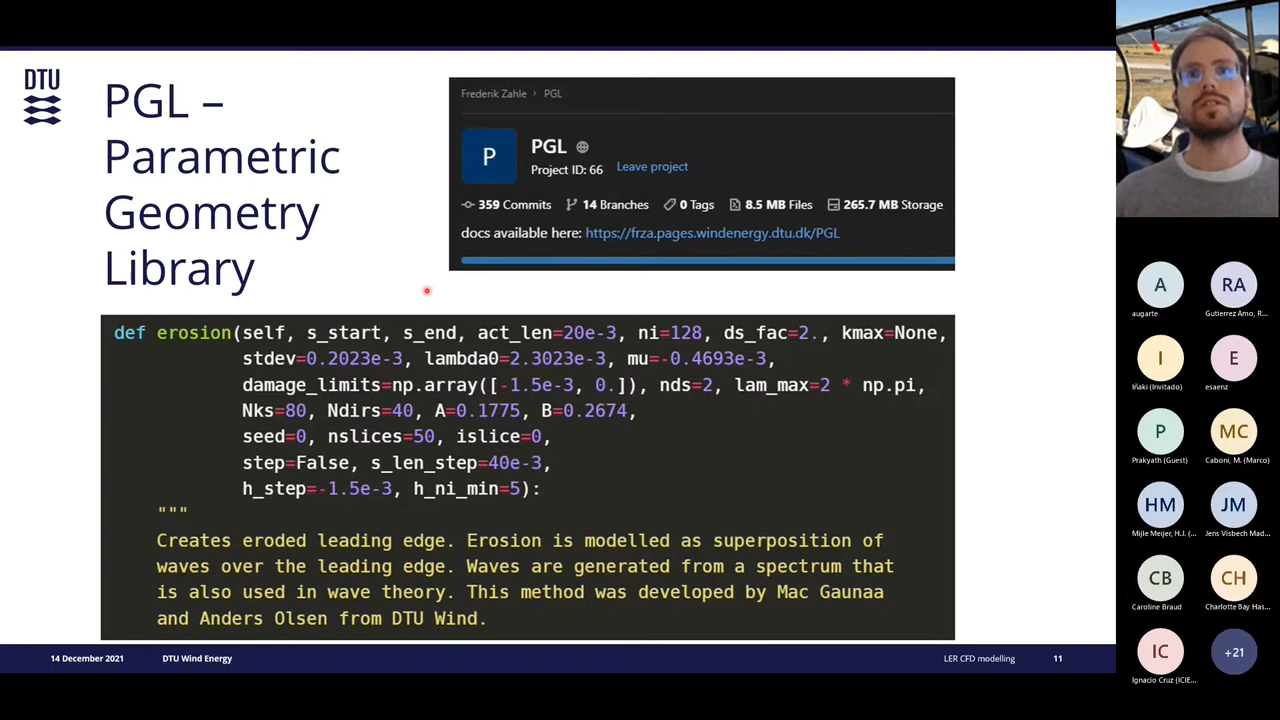 DTU
PGL –
Parametric
Geometry
Library
Frederik Zahle > PGL
P
PGL
Project ID: 66 Leave project
359 Commits 14 Branches 0 Tags 8.5 MB Files 265.7 MB Storage
docs available here: https://frza.pages.windenergy.dtu.dk/PGL
def erosion(self, s_start, s_end, act_len=20e-3, ni=128, ds_fac=2., kmax=None,
stdev=0.2023e-3, lambda0=2.3023e-3, mu=-0.4693e-3,
damage_limits=np.array([-1.5e-3, 0.]), nds=2, lam_max=2 * np.pi,
Nks=80, Ndirs=40, A=0.1775, B=0.2674,
seed=0, nslices=50, islice=0,
step=False, s_len_step=40e-3,
h_step=-1.5e-3, h_ni_min=5):
"""
Creates eroded leading edge. Erosion is modelled as superposition of
waves over the leading edge. Waves are generated from a spectrum that
is also used in wave theory. This method was developed by Mac Gaunaa
and Anders Olsen from DTU Wind.
14 December 2021 DTU Wind Energy LER CFD modelling 11
A RA
augarte Gutierrez Amo, R...
I E
Iñaki (Invitado) esaenz
P MC
Prakyath (Guest) Caboni, M. (Marco)
HM JM
Mijle Meijer, H.J. (... Jens Visbech Mad...
CB CH
Caroline Braud Charlotte Bay Has...
IC +21
Ignacio Cruz (ICIE...